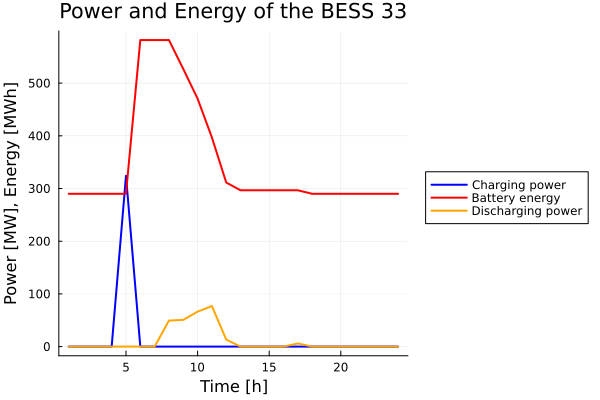 Power and Energy of the BESS 33
Power [MW], Energy [MWh]
500
400
300
200
100
0
5
10
15
20
Time [h]
Charging power
Battery energy
Discharging power